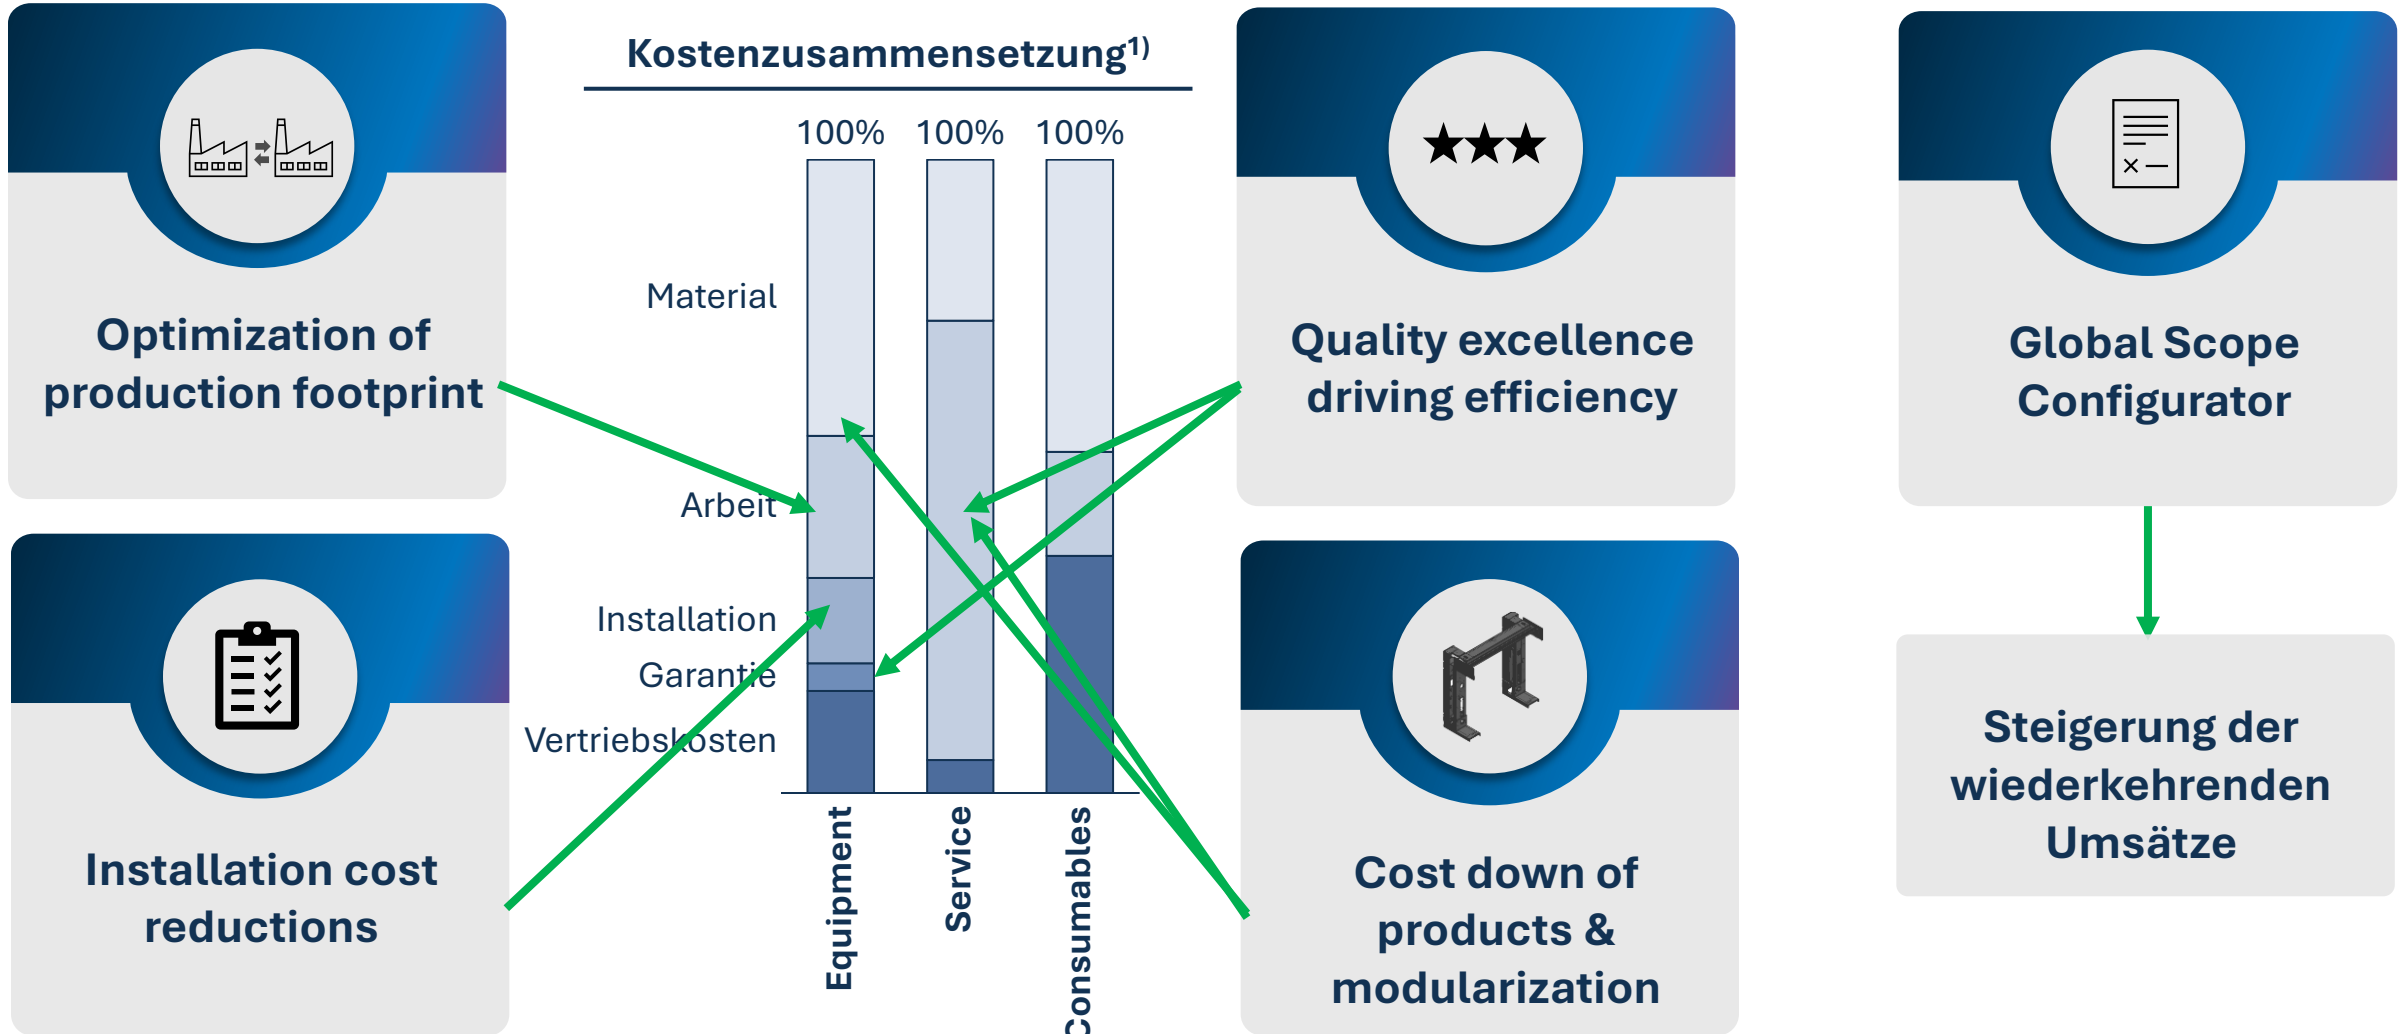 Optimization of
production footprint
Installation cost
reductions
Kostenzusammensetzung¹⁾
100% 100% 100%
Material
Arbeit
Installation
Garantie
Vertriebskosten
Equipment
Service
Consumables
Quality excellence
driving efficiency
Cost down of
products &
modularization
Global Scope
Configurator
Steigerung der
wiederkehrenden
Umsätze